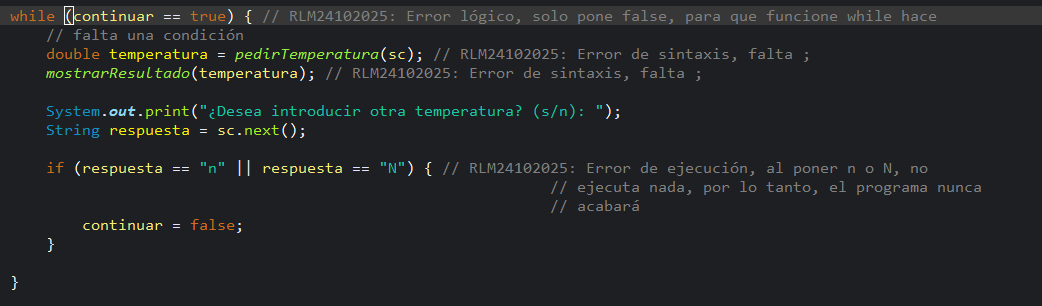 while (continuar == true) { // RLM24102025: Error lógico, solo pone false, para que funcione while hace
// falta una condición
double temperatura = pedirTemperatura(sc); // RLM24102025: Error de sintaxis, falta ;
mostrarResultado(temperatura); // RLM24102025: Error de sintaxis, falta ;
System.out.print("¿Desea introducir otra temperatura? (s/n): ");
String respuesta = sc.next();
if (respuesta == "n" || respuesta == "N") { // RLM24102025: Error de ejecución, al poner n o N, no
// ejecuta nada, por lo tanto, el programa nunca
// acabará
continuar = false;
}
}